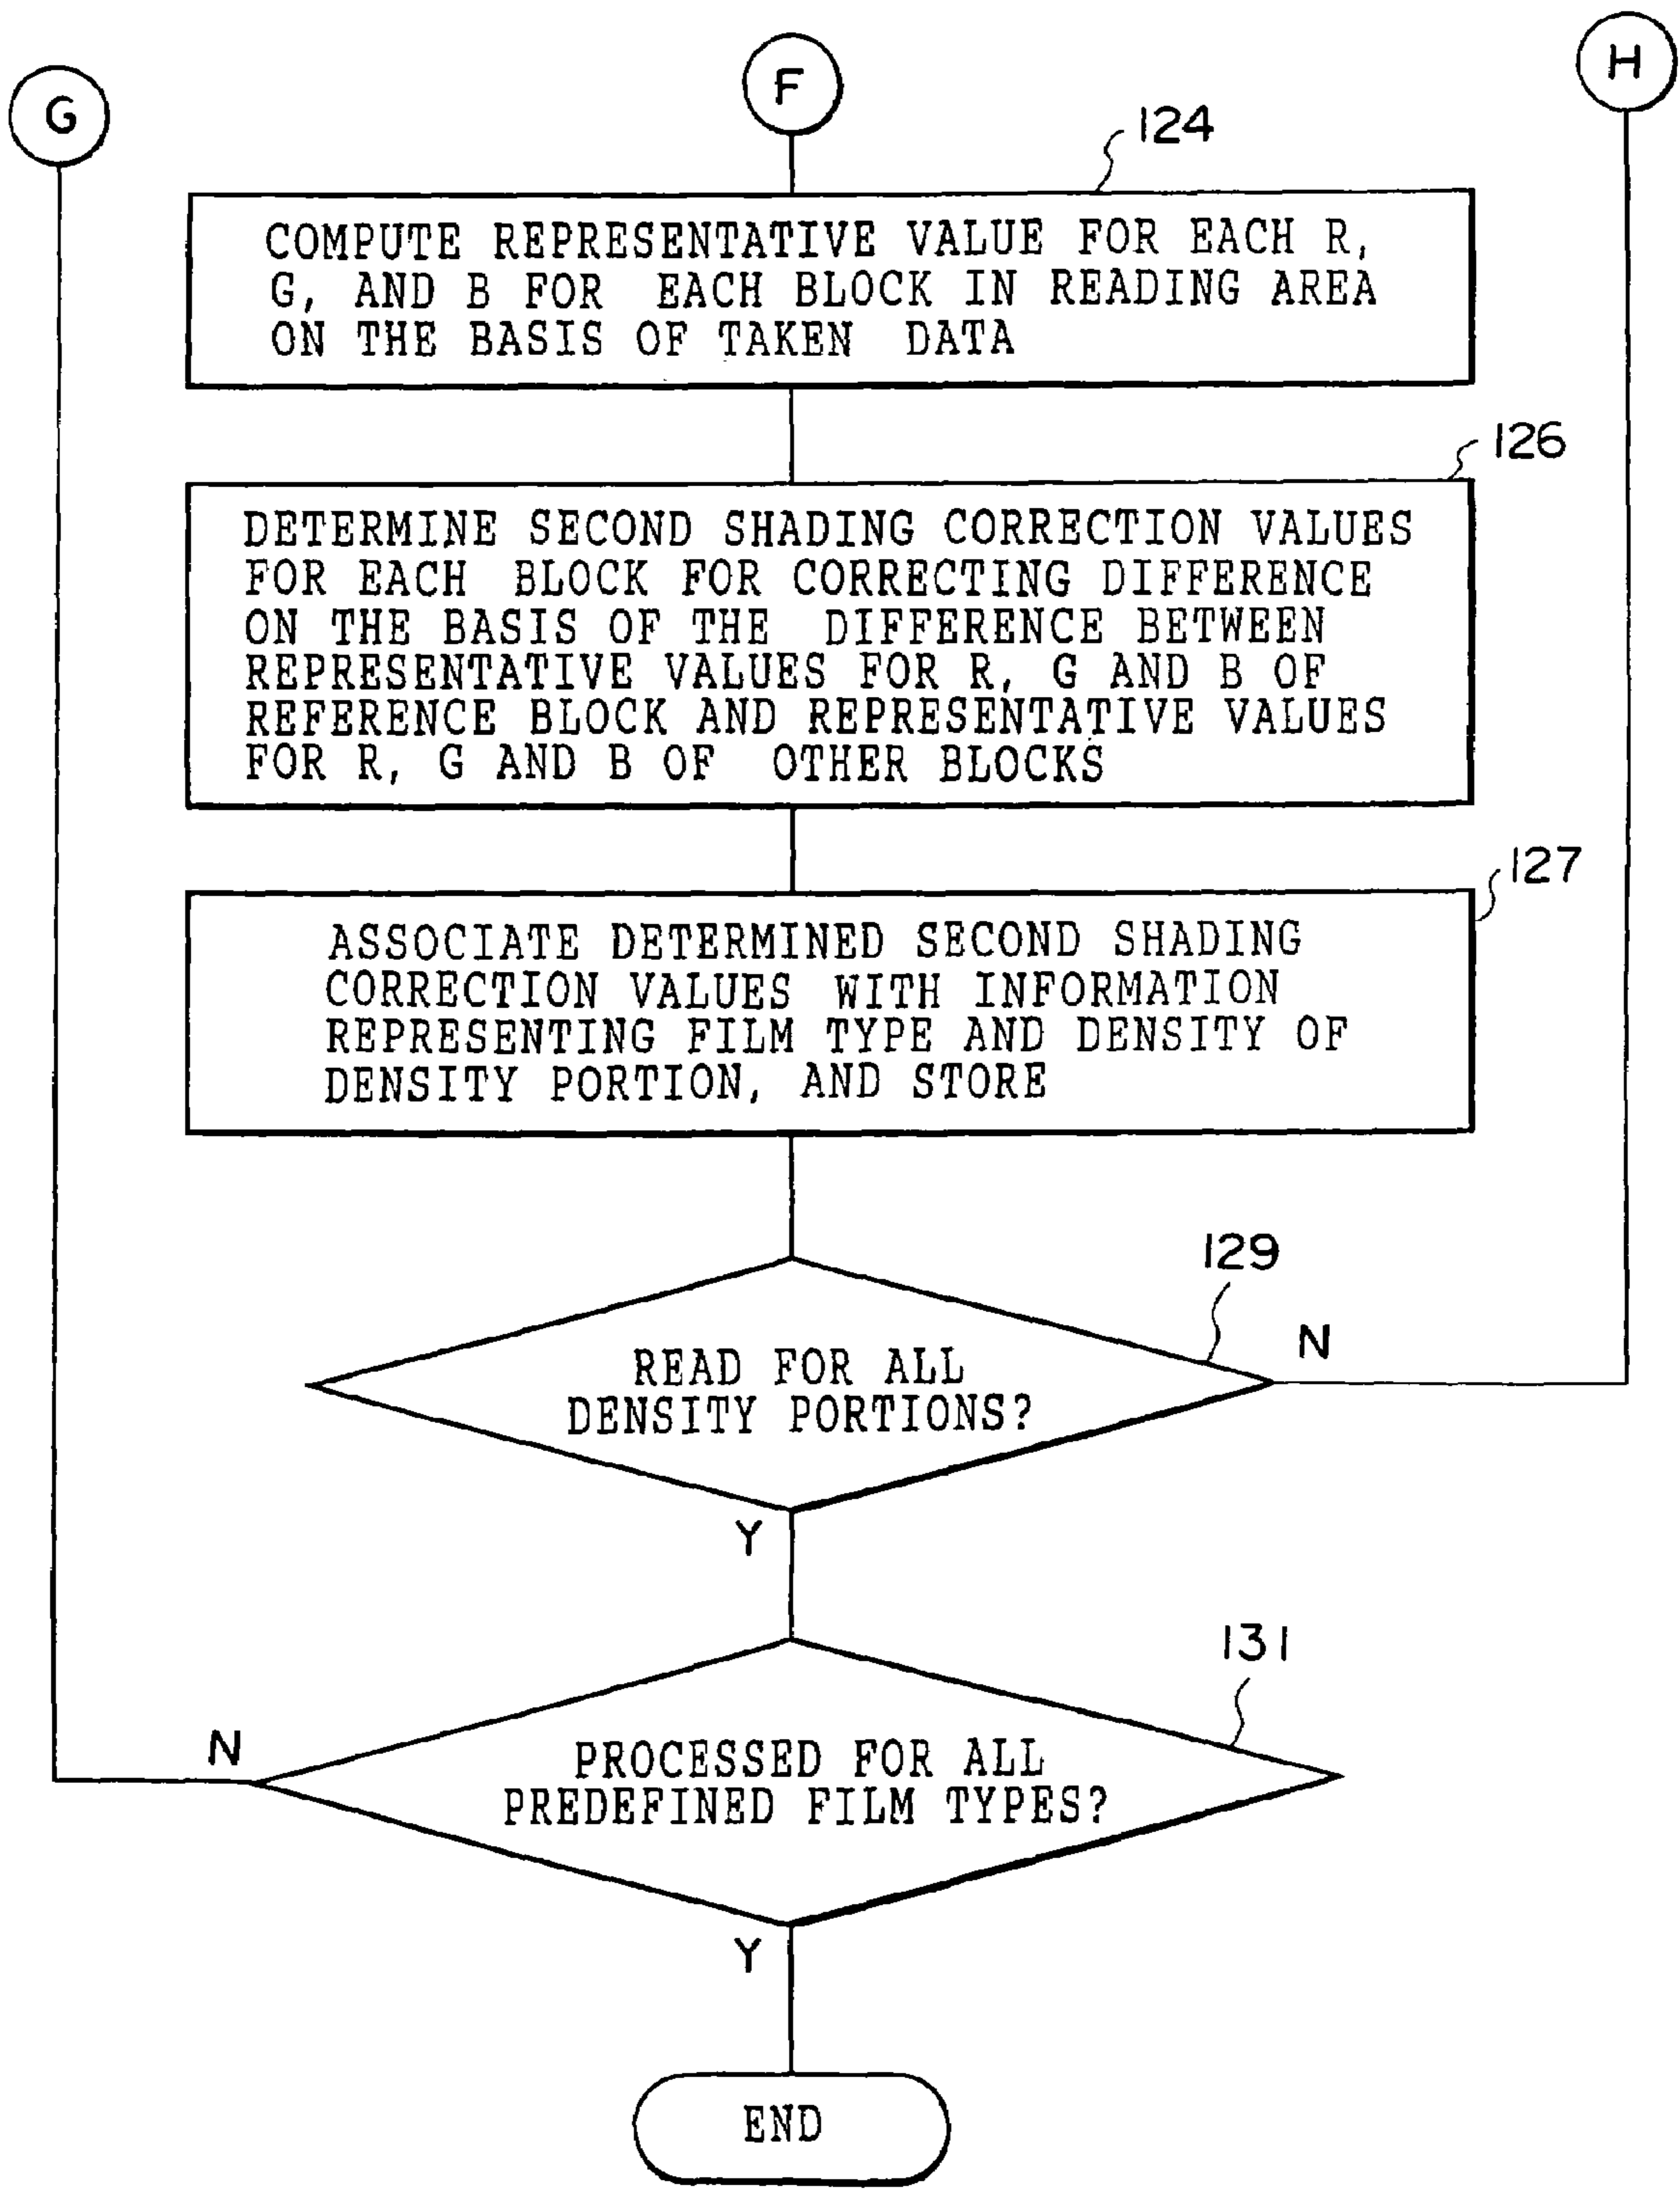 G
F
H
124
COMPUTE REPRESENTATIVE VALUE FOR EACH R,
G, AND B FOR EACH BLOCK IN READING AREA
ON THE BASIS OF TAKEN DATA
126
DETERMINE SECOND SHADING CORRECTION VALUES
FOR EACH BLOCK FOR CORRECTING DIFFERENCE
ON THE BASIS OF THE DIFFERENCE BETWEEN
REPRESENTATIVE VALUES FOR R, G AND B OF
REFERENCE BLOCK AND REPRESENTATIVE VALUES
FOR R, G AND B OF OTHER BLOCKS
127
ASSOCIATE DETERMINED SECOND SHADING
CORRECTION VALUES WITH INFORMATION
REPRESENTING FILM TYPE AND DENSITY OF
DENSITY PORTION, AND STORE
129
N
READ FOR ALL
DENSITY PORTIONS?
Y
131
N
PROCESSED FOR ALL
PREDEFINED FILM TYPES?
Y
END